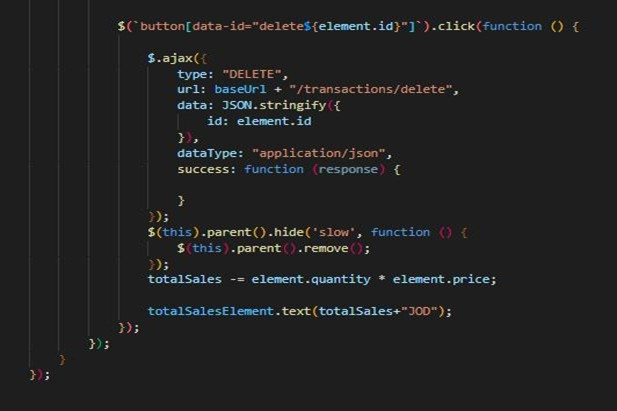 $(`button[data-id="delete${element.id}"]`).click(function () {
$.ajax({
type: "DELETE",
url: baseUrl + "/transactions/delete",
data: JSON.stringify({
id: element.id
}),
dataType: "application/json",
success: function (response) {
}
});
$(this).parent().hide('slow', function () {
$(this).parent().remove();
});
totalSales -= element.quantity * element.price;
totalSalesElement.text(totalSales+"JOD");
});
});
}
});